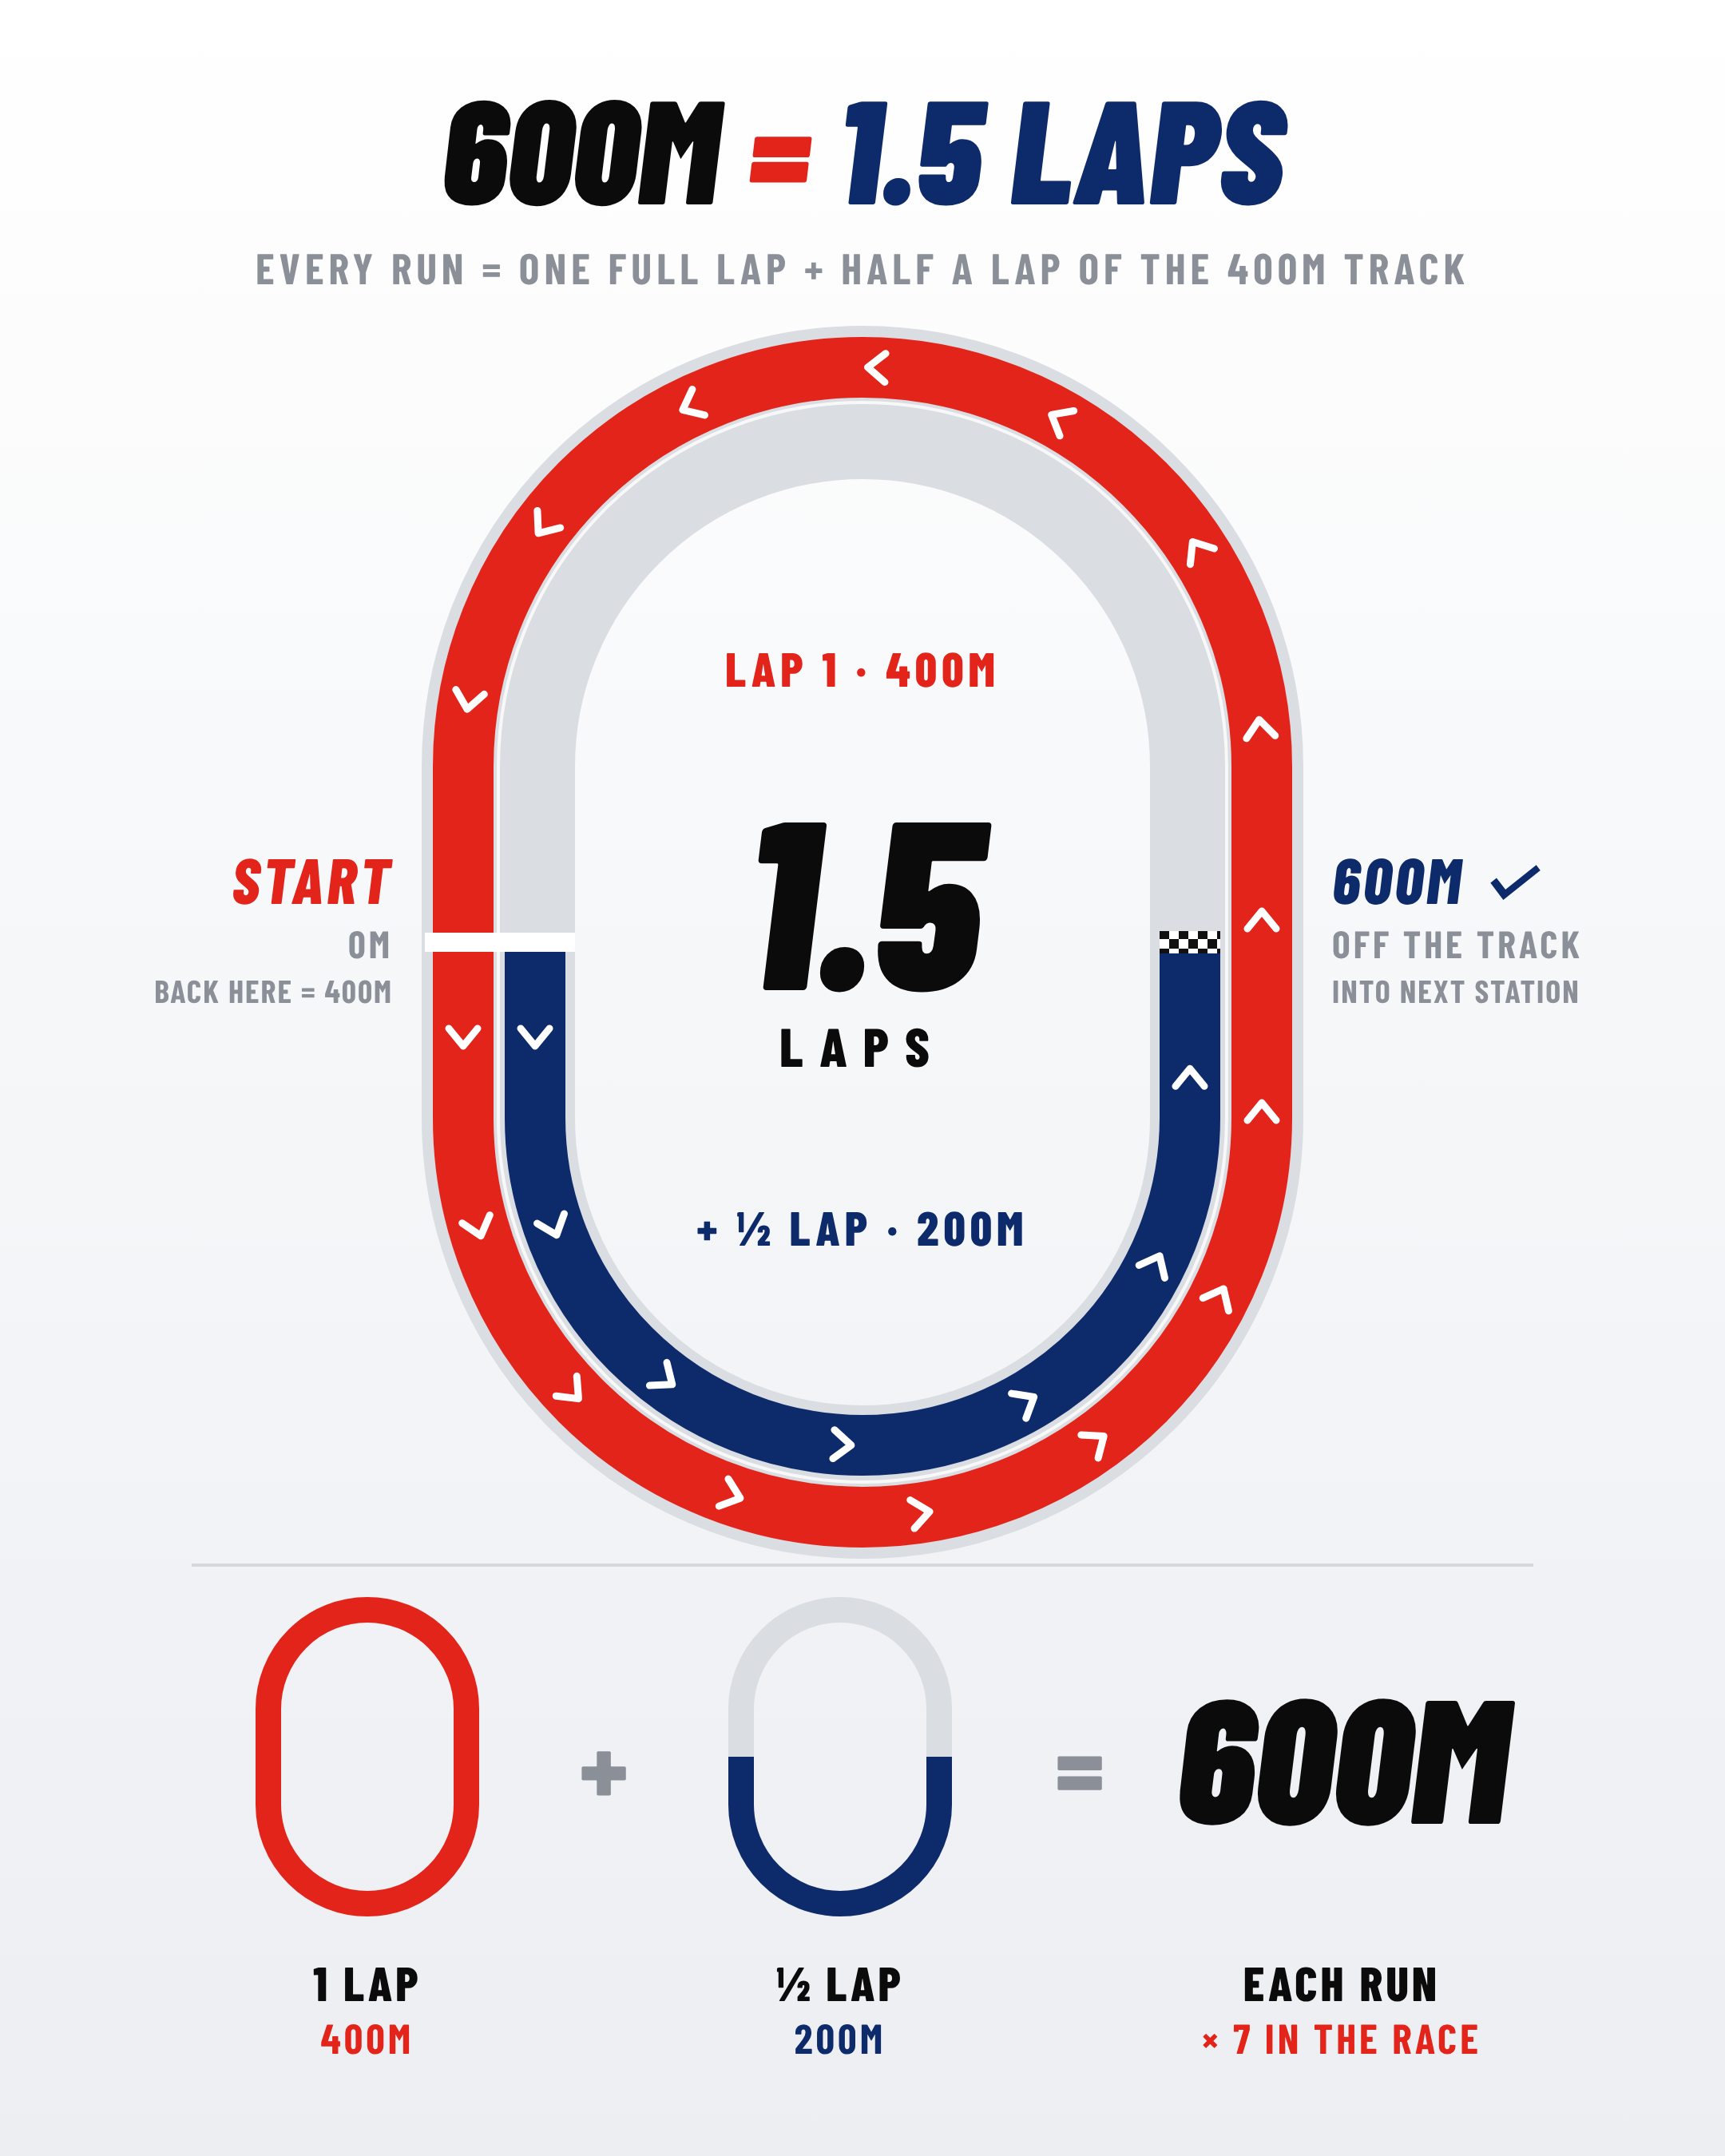 600M = 1.5 LAPS
EVERY RUN = ONE FULL LAP + HALF A LAP OF THE 400M TRACK
LAP 1 · 400M
1.5
LAPS
+ ½ LAP · 200M
START
0M
BACK HERE = 400M
600M ✓
OFF THE TRACK
INTO NEXT STATION
+ = 600M
1 LAP
400M
½ LAP
200M
EACH RUN
× 7 IN THE RACE